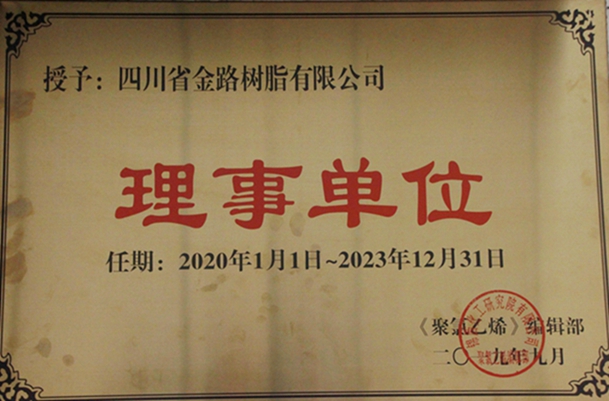 授予：四川省金路树脂有限公司
理事单位
任期：2020年1月1日~2023年12月31日
《聚氯乙烯》编辑部
二〇一九年九月